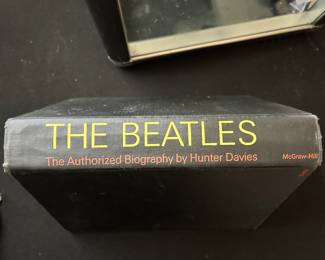 THE BEATLES
The Authorized Biography by Hunter Davies McGraw-Hill